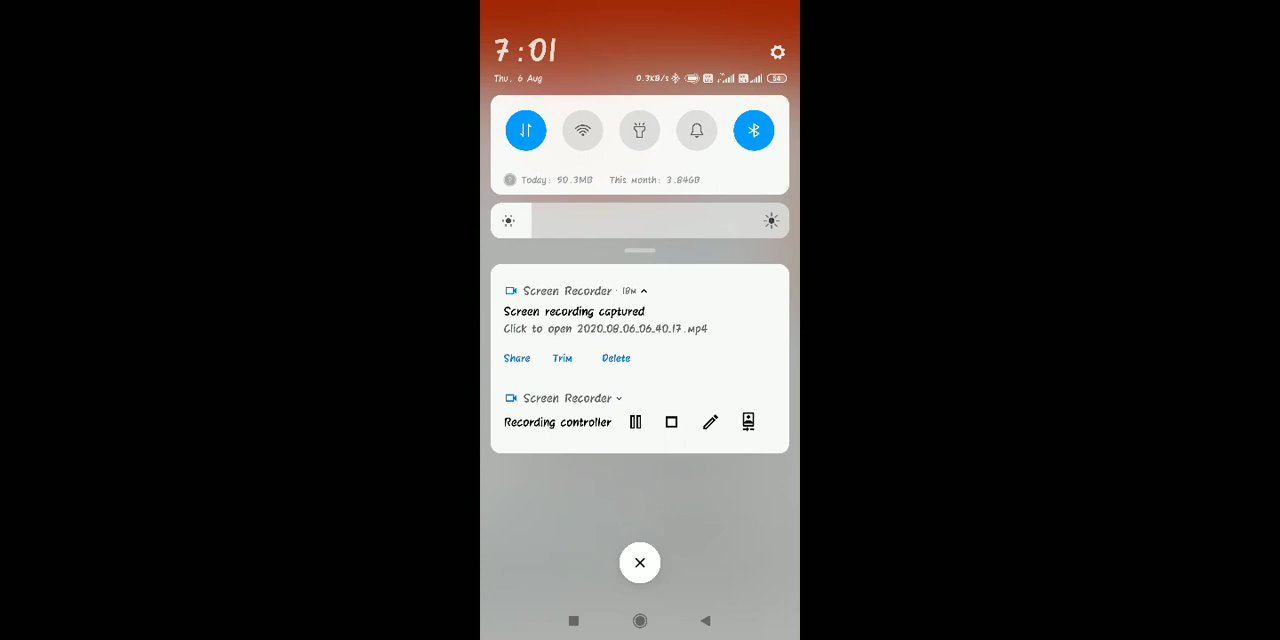 7:01
Thu, 6 Aug
0.3KB/s 54
Today: 50.3MB This month: 3.84GB
Screen Recorder · 18m
Screen recording captured
Click to open 2020_08_06_06_40_17.mp4
Share Trim Delete
Screen Recorder
Recording controller